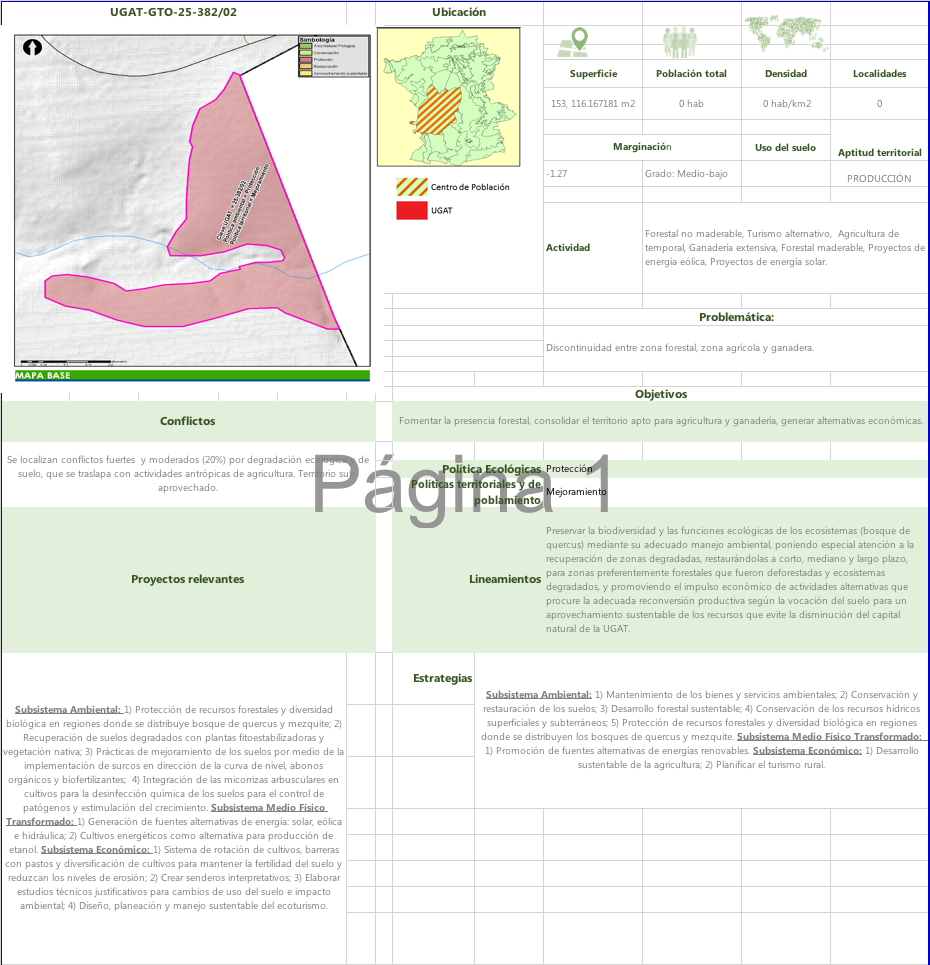 UGAT-GTO-25-382/02
Ubicación
Simbología
Área Natural Protegida
Conservación
Protección
Restauración
Aprovechamiento sustentable
Clave UGAT = 25-382/02
Política ambiental = Protección
Política territorial = Mejoramiento
MAPA BASE
Centro de Población
UGAT
Superficie
Población total
Densidad
Localidades
153, 116.167181 m2
0 hab
0 hab/km2
0
Marginación
Uso del suelo
Aptitud territorial
-1.27
Grado: Medio-bajo
PRODUCCIÓN
Actividad
Forestal no maderable, Turismo alternativo, Agricultura de
temporal, Ganadería extensiva, Forestal maderable, Proyectos de
energía eólica, Proyectos de energía solar.
Problemática:
Discontinuidad entre zona forestal, zona agrícola y ganadera.
Objetivos
Fomentar la presencia forestal, consolidar el territorio apto para agricultura y ganadería, generar alternativas económicas.
Conflictos
Se localizan conflictos fuertes y moderados (20%) por degradación ecológica y de
suelo, que se traslapa con actividades antrópicas de agricultura. Territorio sub
aprovechado.
Página 1
Política Ecológicas
Protección
Políticas territoriales y de
poblamiento
Mejoramiento
Proyectos relevantes
Lineamientos
Preservar la biodiversidad y las funciones ecológicas de los ecosistemas (bosque de
quercus) mediante su adecuado manejo ambiental, poniendo especial atención a la
recuperación de zonas degradadas, restaurándolas a corto, mediano y largo plazo,
para zonas preferentemente forestales que fueron deforestadas y ecosistemas
degradados, y promoviendo el impulso económico de actividades alternativas que
procure la adecuada reconversión productiva según la vocación del suelo para un
aprovechamiento sustentable de los recursos que evite la disminución del capital
natural de la UGAT.
Subsistema Ambiental: 1) Protección de recursos forestales y diversidad
biológica en regiones donde se distribuye bosque de quercus y mezquite; 2)
Recuperación de suelos degradados con plantas fitoestabilizadoras y
vegetación nativa; 3) Prácticas de mejoramiento de los suelos por medio de la
implementación de surcos en dirección de la curva de nivel, abonos
orgánicos y biofertilizantes; 4) Integración de las micorrizas arbusculares en
cultivos para la desinfección química de los suelos para el control de
patógenos y estimulación del crecimiento. Subsistema Medio Físico
Transformado: 1) Generación de fuentes alternativas de energía: solar, eólica
e hidráulica; 2) Cultivos energéticos como alternativa para producción de
etanol. Subsistema Económico: 1) Sistema de rotación de cultivos, barreras
con pastos y diversificación de cultivos para mantener la fertilidad del suelo y
reduzcan los niveles de erosión; 2) Crear senderos interpretativos; 3) Elaborar
estudios técnicos justificativos para cambios de uso del suelo e impacto
ambiental; 4) Diseño, planeación y manejo sustentable del ecoturismo.
Estrategias
Subsistema Ambiental: 1) Mantenimiento de los bienes y servicios ambientales; 2) Conservación y
restauración de los suelos; 3) Desarrollo forestal sustentable; 4) Conservación de los recursos hídricos
superficiales y subterráneos; 5) Protección de recursos forestales y diversidad biológica en regiones
donde se distribuyen los bosques de quercus y mezquite. Subsistema Medio Físico Transformado:
1) Promoción de fuentes alternativas de energías renovables. Subsistema Económico: 1) Desarrollo
sustentable de la agricultura; 2) Planificar el turismo rural.